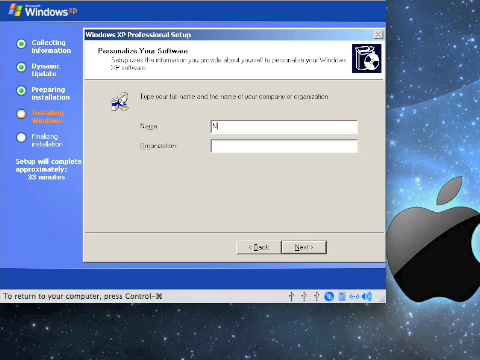 Microsoft
Windows xp
Windows XP Professional Setup
Collecting
information
Dynamic
Update
Preparing
installation
Installing
Windows
Finalizing
installation
Setup will complete
approximately:
33 minutes
Personalize Your Software
Setup uses the information you provide about yourself to personalize your Windows
XP software.
Type your full name and the name of your company or organization.
Name:
N
Organization:
< Back
Next >
To return to your computer, press Control-⌘